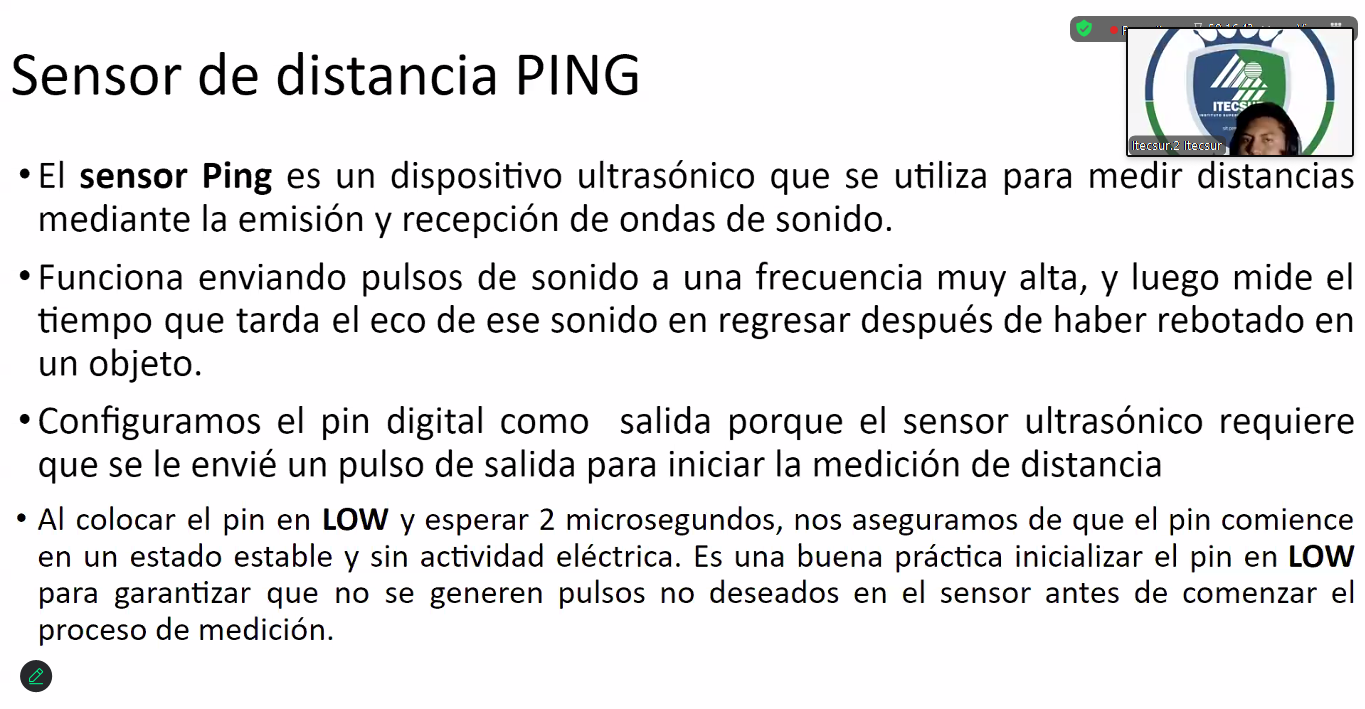 Sensor de distancia PING
ITECSUR
Itecsur.2 Itecsur
• El sensor Ping es un dispositivo ultrasónico que se utiliza para medir distancias
mediante la emisión y recepción de ondas de sonido.
• Funciona enviando pulsos de sonido a una frecuencia muy alta, y luego mide el
tiempo que tarda el eco de ese sonido en regresar después de haber rebotado en
un objeto.
• Configuramos el pin digital como salida porque el sensor ultrasónico requiere
que se le envié un pulso de salida para iniciar la medición de distancia
• Al colocar el pin en LOW y esperar 2 microsegundos, nos aseguramos de que el pin comience
en un estado estable y sin actividad eléctrica. Es una buena práctica inicializar el pin en LOW
para garantizar que no se generen pulsos no deseados en el sensor antes de comenzar el
proceso de medición.